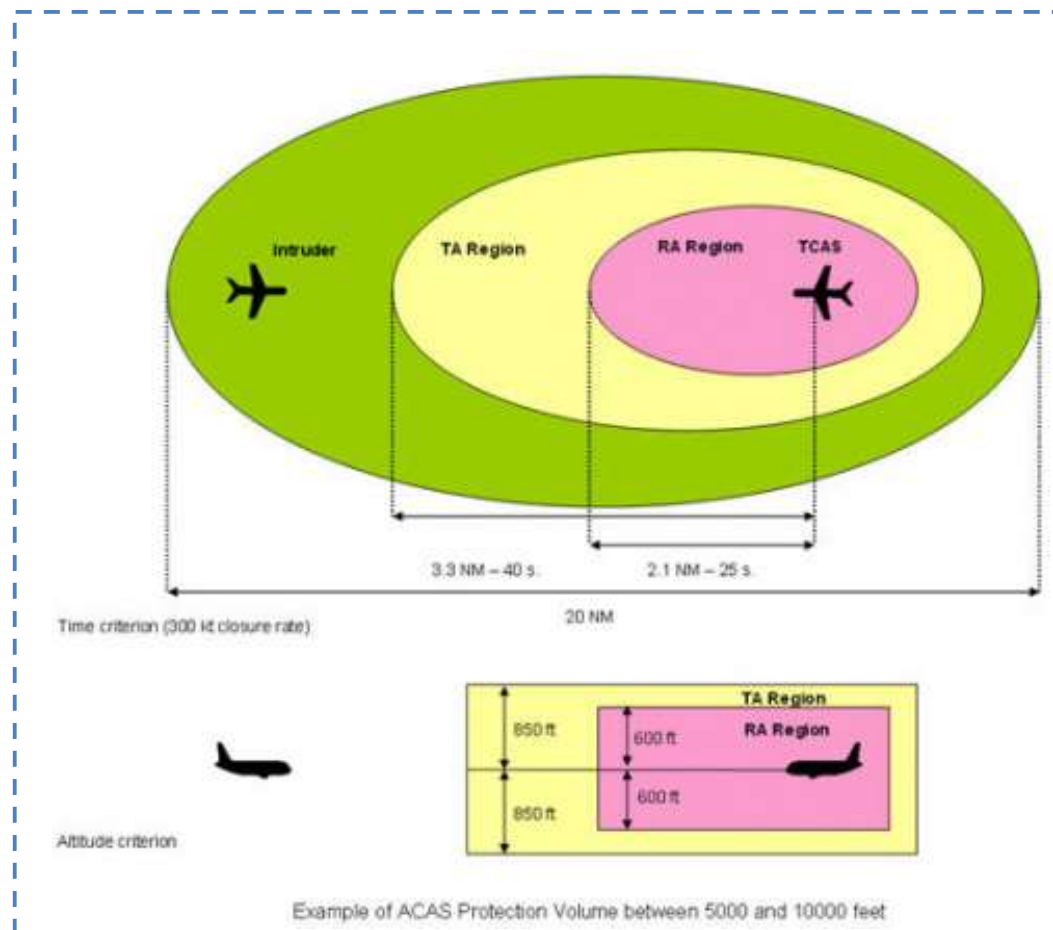 Intruder TA Region RA Region TCAS
3.3 NM – 40 s. 2.1 NM – 25 s.
20 NM
Time criterion (300 kt closure rate)
TA Region
850 ft 600 ft RA Region
850 ft 600 ft
Altitude criterion
Example of ACAS Protection Volume between 5000 and 10000 feet